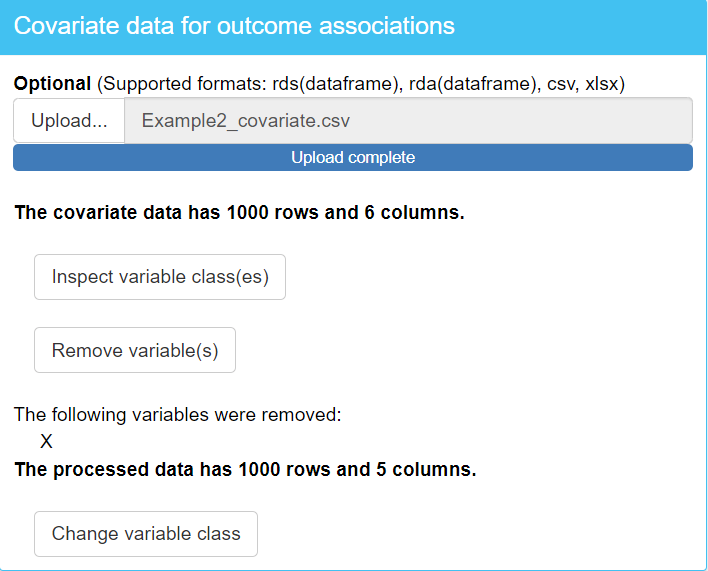 Covariate data for outcome associations
Optional (Supported formats: rds(dataframe), rda(dataframe), csv, xlsx)
Upload... Example2_covariate.csv
Upload complete
The covariate data has 1000 rows and 6 columns.
Inspect variable class(es)
Remove variable(s)
The following variables were removed:
X
The processed data has 1000 rows and 5 columns.
Change variable class